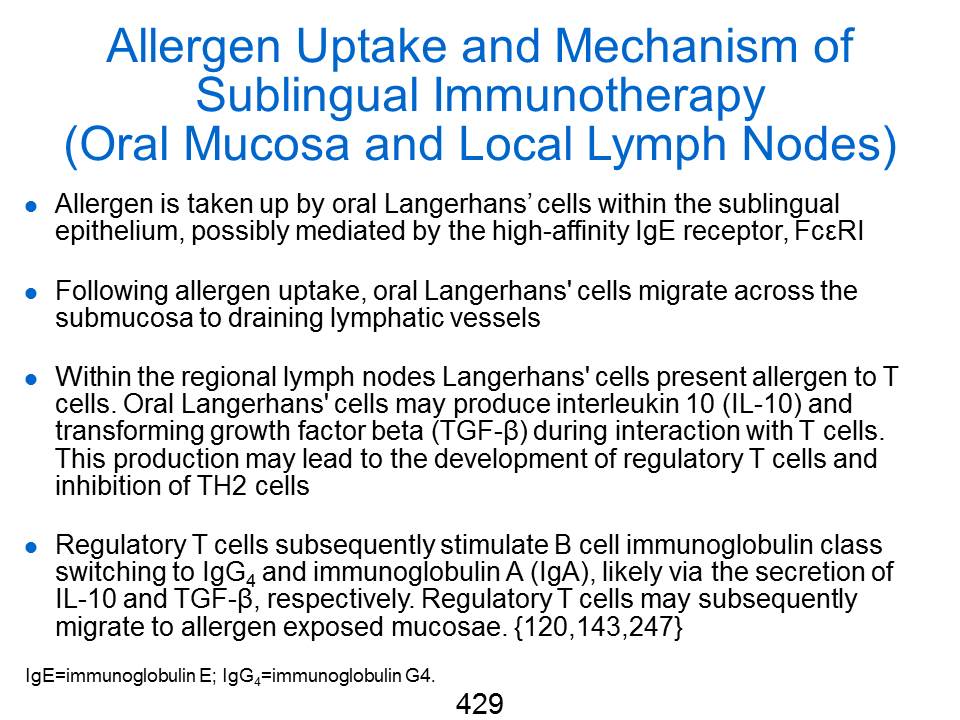 Allergen Uptake and Mechanism of
Sublingual Immunotherapy
(Oral Mucosa and Local Lymph Nodes)
● Allergen is taken up by oral Langerhans’ cells within the sublingual
epithelium, possibly mediated by the high-affinity IgE receptor, FcεRI
● Following allergen uptake, oral Langerhans' cells migrate across the
submucosa to draining lymphatic vessels
● Within the regional lymph nodes Langerhans' cells present allergen to T
cells. Oral Langerhans' cells may produce interleukin 10 (IL-10) and
transforming growth factor beta (TGF-β) during interaction with T cells.
This production may lead to the development of regulatory T cells and
inhibition of TH2 cells
● Regulatory T cells subsequently stimulate B cell immunoglobulin class
switching to IgG₄ and immunoglobulin A (IgA), likely via the secretion of
IL-10 and TGF-β, respectively. Regulatory T cells may subsequently
migrate to allergen exposed mucosae. {120,143,247}
IgE=immunoglobulin E; IgG₄=immunoglobulin G4.
429